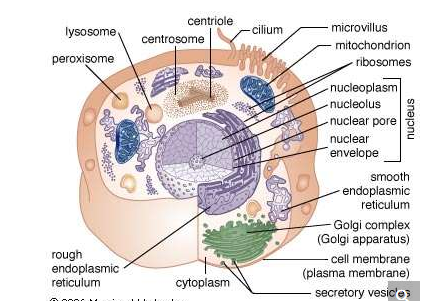 centriole
lysosome
cilium
microvillus
centrosome
mitochondrion
peroxisome
ribosomes
nucleoplasm
nucleolus
nuclear pore
nuclear
envelope
nucleus
smooth
endoplasmic
reticulum
Golgi complex
(Golgi apparatus)
rough
endoplasmic
reticulum
cytoplasm
cell membrane
(plasma membrane)
secretory vesicles